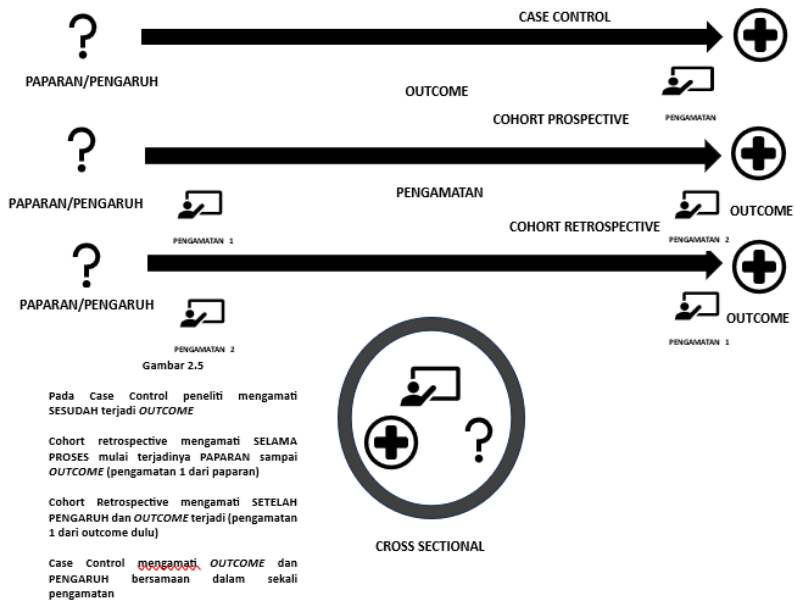 CASE CONTROL
PAPARAN/PENGARUH
OUTCOME
PENGAMATAN
COHORT PROSPECTIVE
PAPARAN/PENGARUH
PENGAMATAN
OUTCOME
PENGAMATAN 1
COHORT RETROSPECTIVE
PENGAMATAN 2
PAPARAN/PENGARUH
OUTCOME
PENGAMATAN 2
PENGAMATAN 1
Gambar 2.5
Pada Case Control peneliti mengamati
SESUDAH terjadi OUTCOME
Cohort retrospective mengamati SELAMA
PROSES mulai terjadinya PAPARAN sampai
OUTCOME (pengamatan 1 dari paparan)
Cohort Retrospective mengamati SETELAH
PENGARUH dan OUTCOME terjadi (pengamatan
1 dari outcome dulu)
Case Control mengamati OUTCOME dan
PENGARUH bersamaan dalam sekali
pengamatan
CROSS SECTIONAL